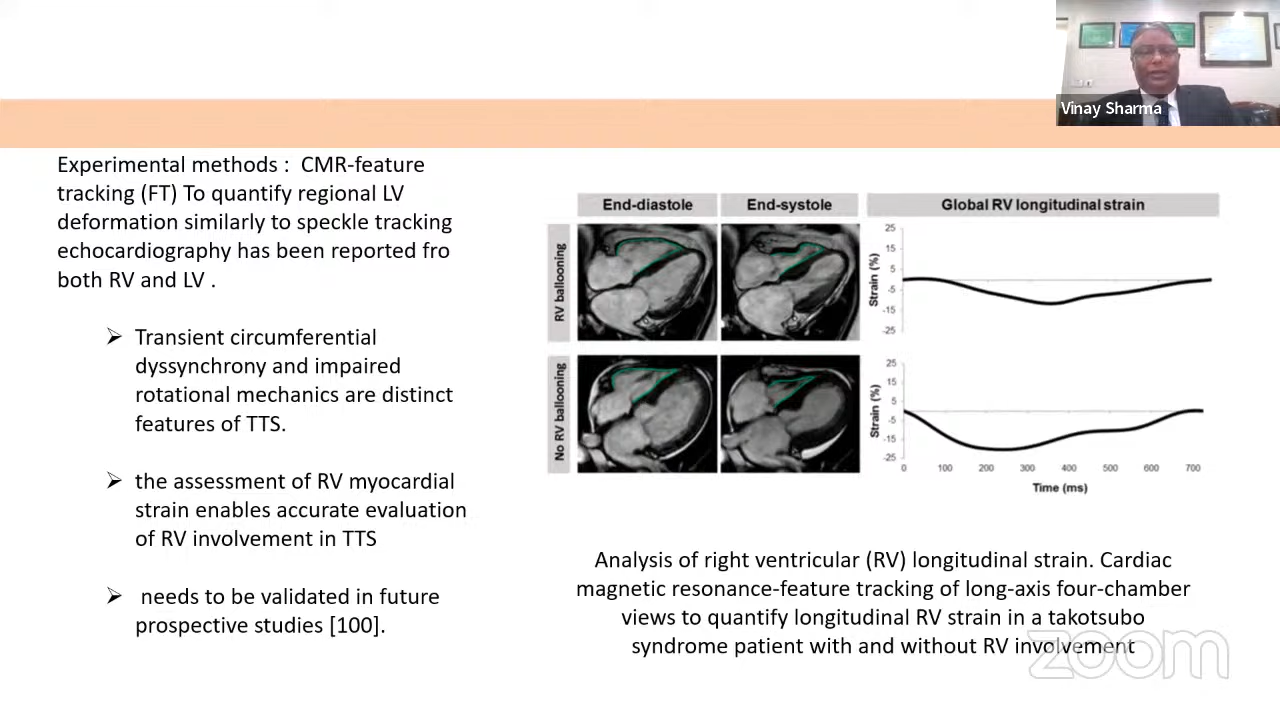 Vinay Sharma
Experimental methods :  CMR-feature
tracking (FT) To quantify regional LV
deformation similarly to speckle tracking
echocardiography has been reported fro
both RV and LV .
➢ Transient circumferential
dyssynchrony and impaired
rotational mechanics are distinct
features of TTS.
➢ the assessment of RV myocardial
strain enables accurate evaluation
of RV involvement in TTS
➢ needs to be validated in future
prospective studies [100].
End-diastole
End-systole
Global RV longitudinal strain
RV ballooning
Strain (%)
25
15
5
-5
-15
-25
No RV ballooning
Strain (%)
25
15
5
-5
-15
-25
0 100 200 300 400 500 600 700
Time (ms)
Analysis of right ventricular (RV) longitudinal strain. Cardiac
magnetic resonance-feature tracking of long-axis four-chamber
views to quantify longitudinal RV strain in a takotsubo
syndrome patient with and without RV involvement
zoom